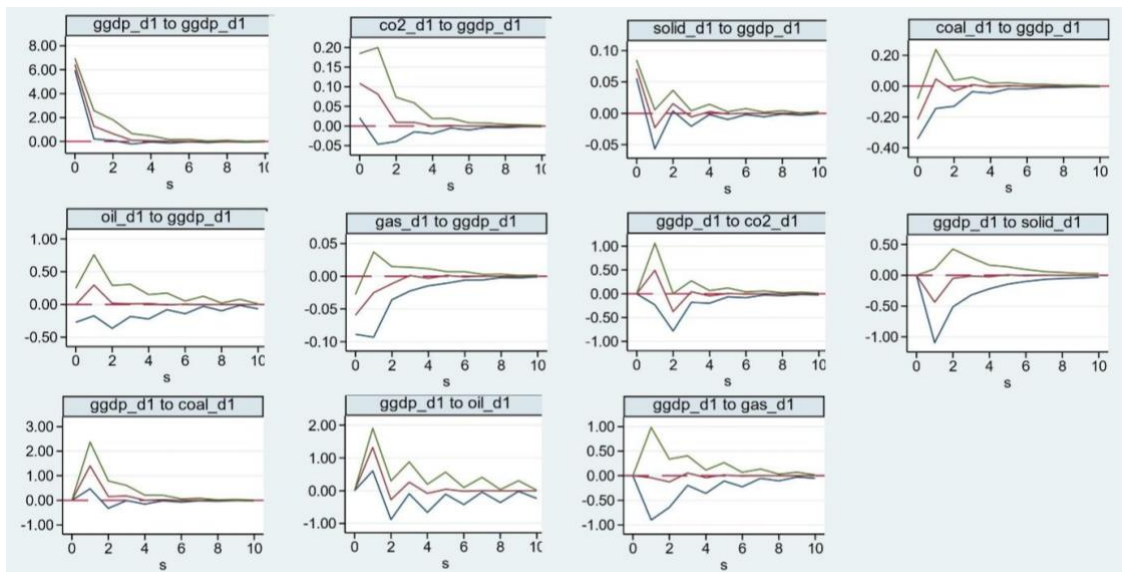 ggdp_d1 to ggdp_d1
8.00
6.00
4.00
2.00
0.00
0 2 4 6 8 10
s
co2_d1 to ggdp_d1
0.20
0.15
0.10
0.05
0.00
-0.05
0 2 4 6 8 10
s
solid_d1 to ggdp_d1
0.10
0.05
0.00
-0.05
0 2 4 6 8 10
s
coal_d1 to ggdp_d1
0.20
0.00
-0.20
-0.40
0 2 4 6 8 10
s
oil_d1 to ggdp_d1
1.00
0.50
0.00
-0.50
0 2 4 6 8 10
s
gas_d1 to ggdp_d1
0.05
0.00
-0.05
-0.10
0 2 4 6 8 10
s
ggdp_d1 to co2_d1
1.00
0.50
0.00
-0.50
-1.00
0 2 4 6 8 10
s
ggdp_d1 to solid_d1
0.50
0.00
-0.50
-1.00
0 2 4 6 8 10
s
ggdp_d1 to coal_d1
3.00
2.00
1.00
0.00
-1.00
0 2 4 6 8 10
s
ggdp_d1 to oil_d1
2.00
1.00
0.00
-1.00
0 2 4 6 8 10
s
ggdp_d1 to gas_d1
1.00
0.50
0.00
-0.50
-1.00
0 2 4 6 8 10
s